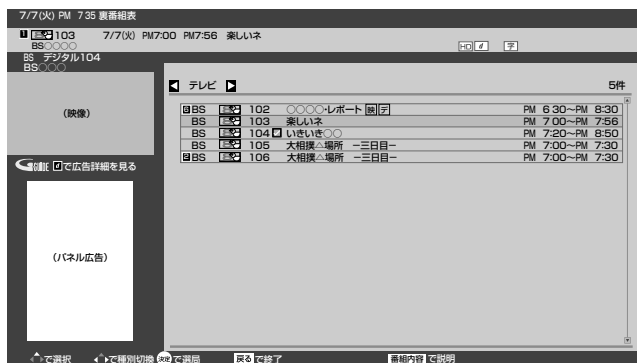 7/7(火) PM 7 35 裏番組表
1 103 7/7(火) PM7:00 PM7:56 楽しいネ
BS○○○○ HD d 字
BS デジタル104
BS○○○
テレビ 5件
(映像)
BS 102 ○○○○・レポート 映 デ PM 6 30～PM 8:30
BS 103 楽しいネ PM 7 00～PM 7:56
BS 104 いきいき○○ PM 7:20～PM 8:50
BS 105 大相撲△場所 −三日目− PM 7:00～PM 7:30
BS 106 大相撲△場所 −三日目− PM 7:00～PM 7:30
G GUIDE dで広告詳細を見る
(パネル広告)
で選択 で種別切換 決定で選局 戻る で終了 番組内容 で説明